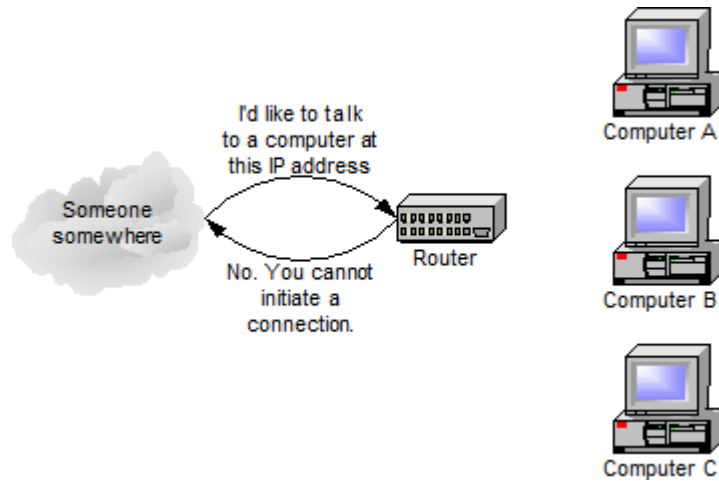 I'd like to talk
to a computer at
this IP address
Someone
somewhere
Router
No. You cannot
initiate a
connection.
Computer A
Computer B
Computer C